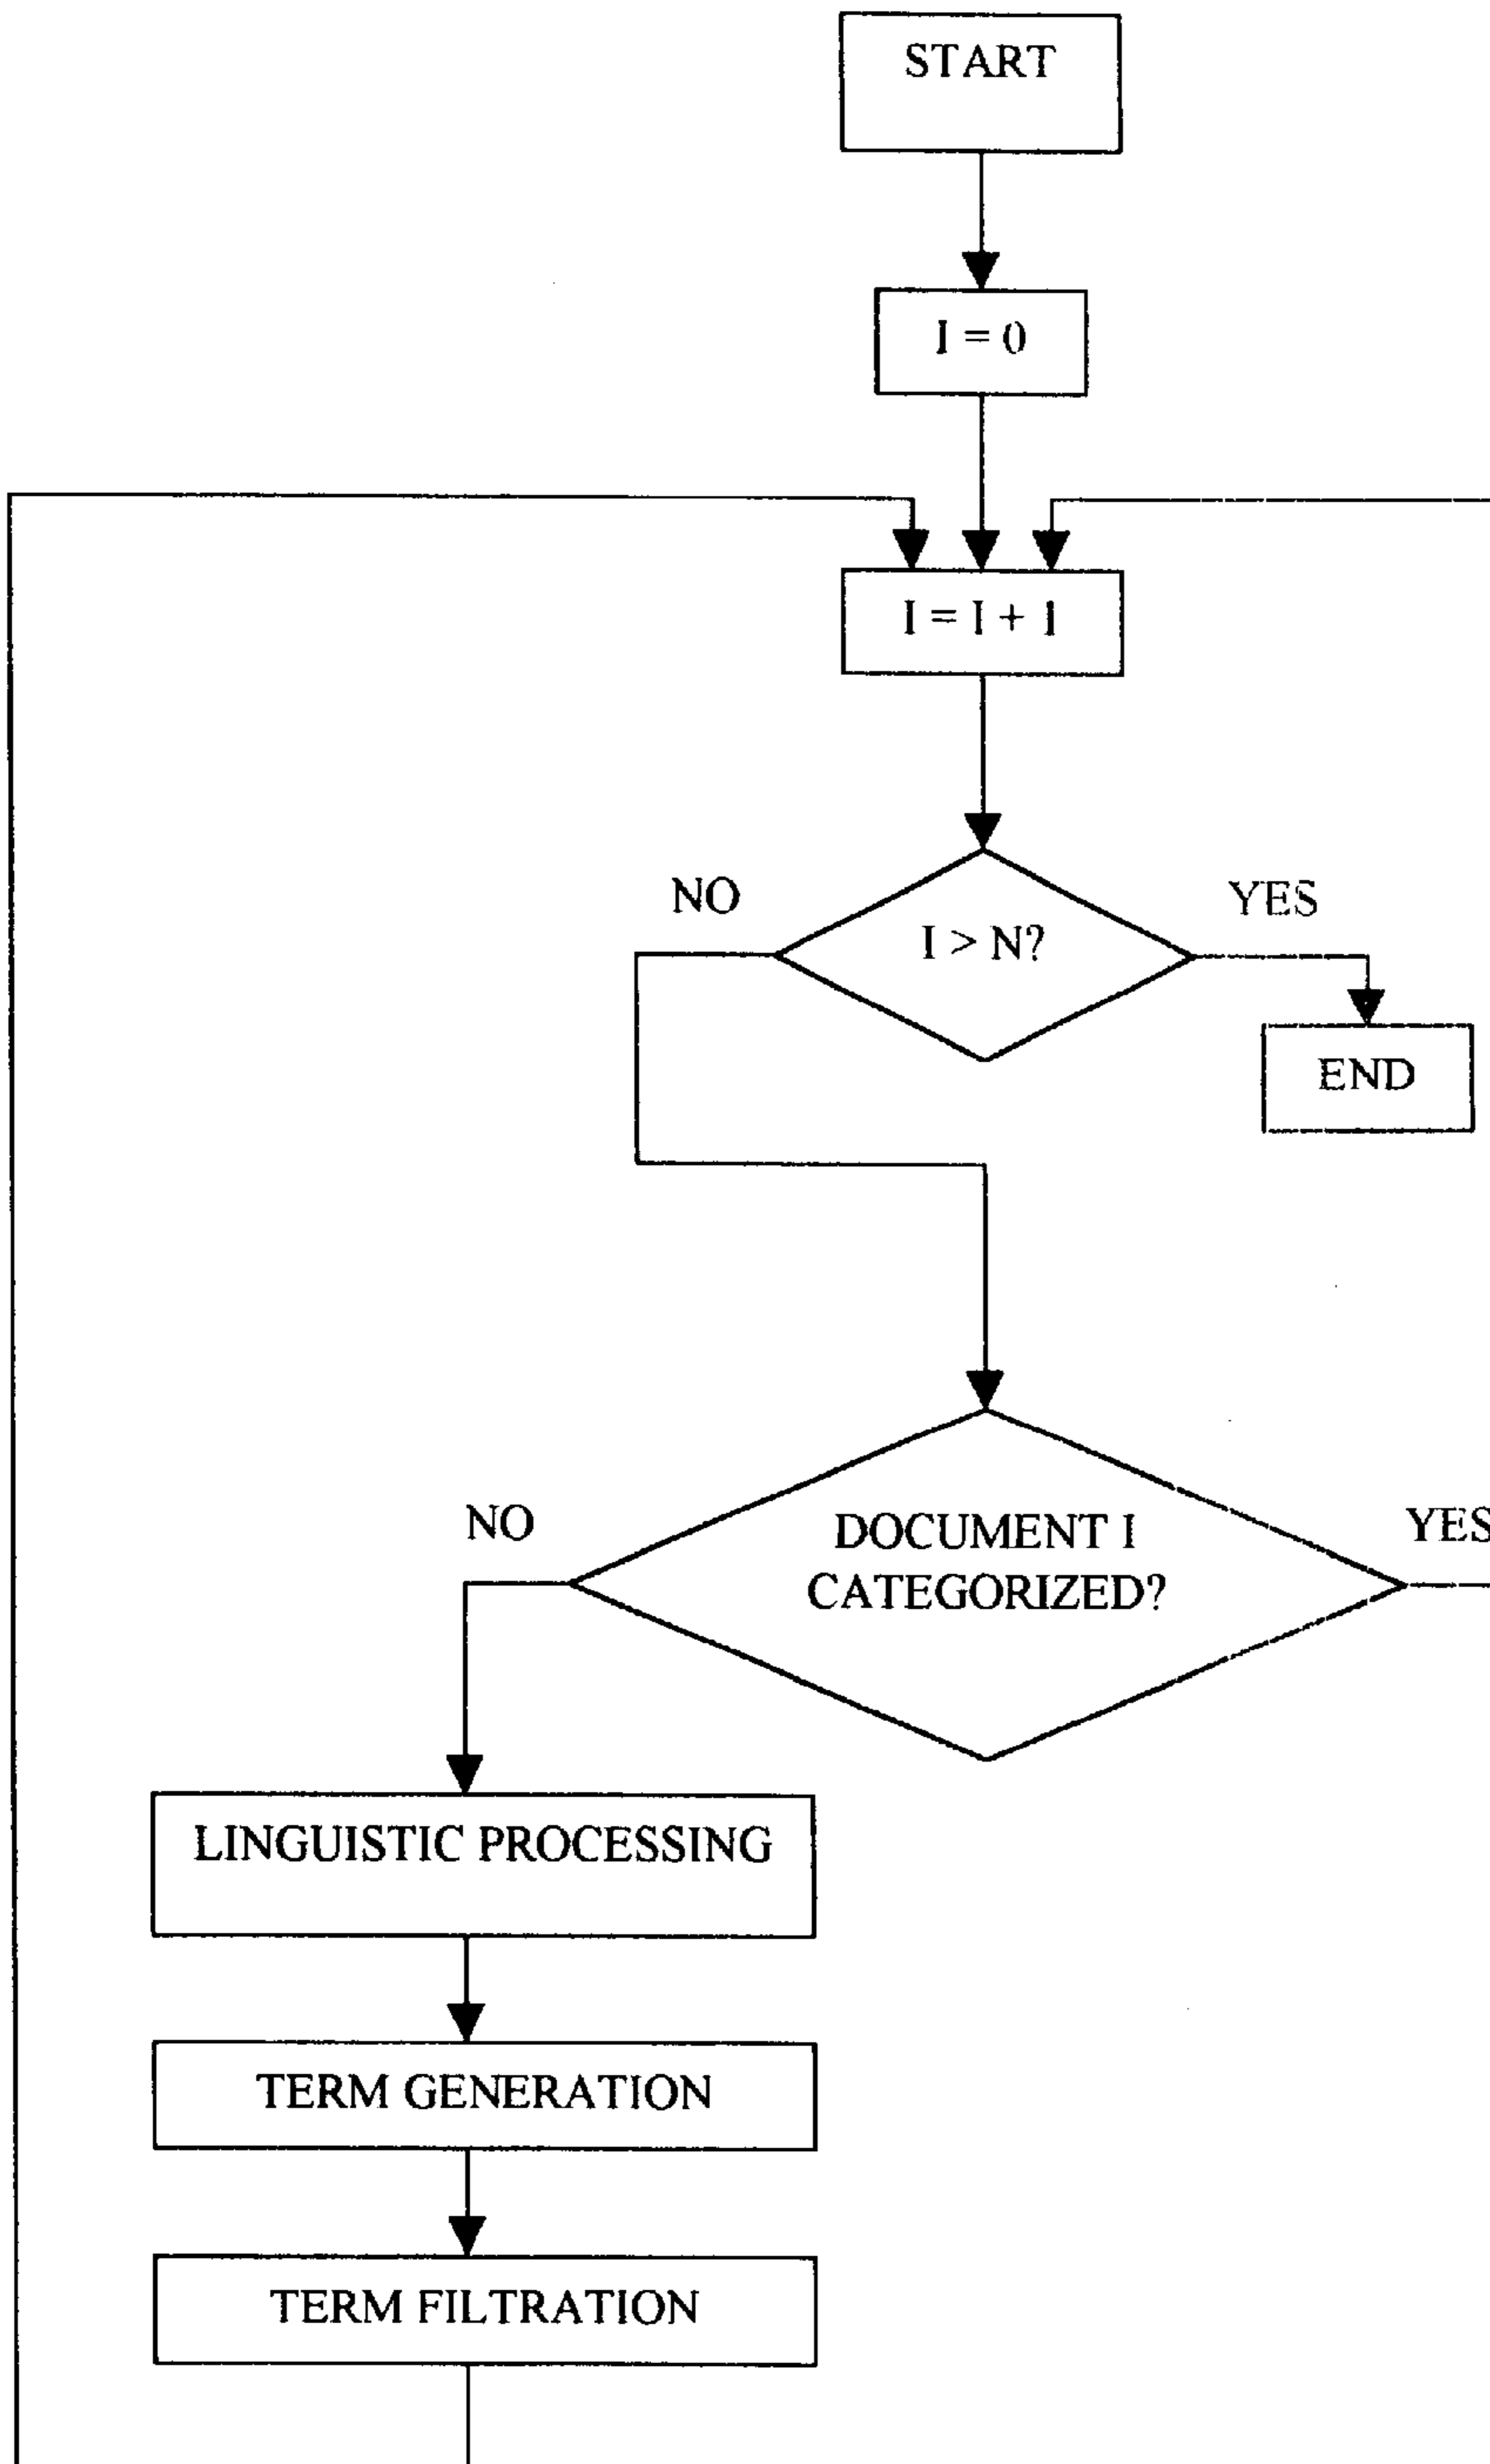 START
I = 0
I = I + 1
NO
YES
I > N?
END
NO
YES
DOCUMENT I
CATEGORIZED?
LINGUISTIC PROCESSING
TERM GENERATION
TERM FILTRATION